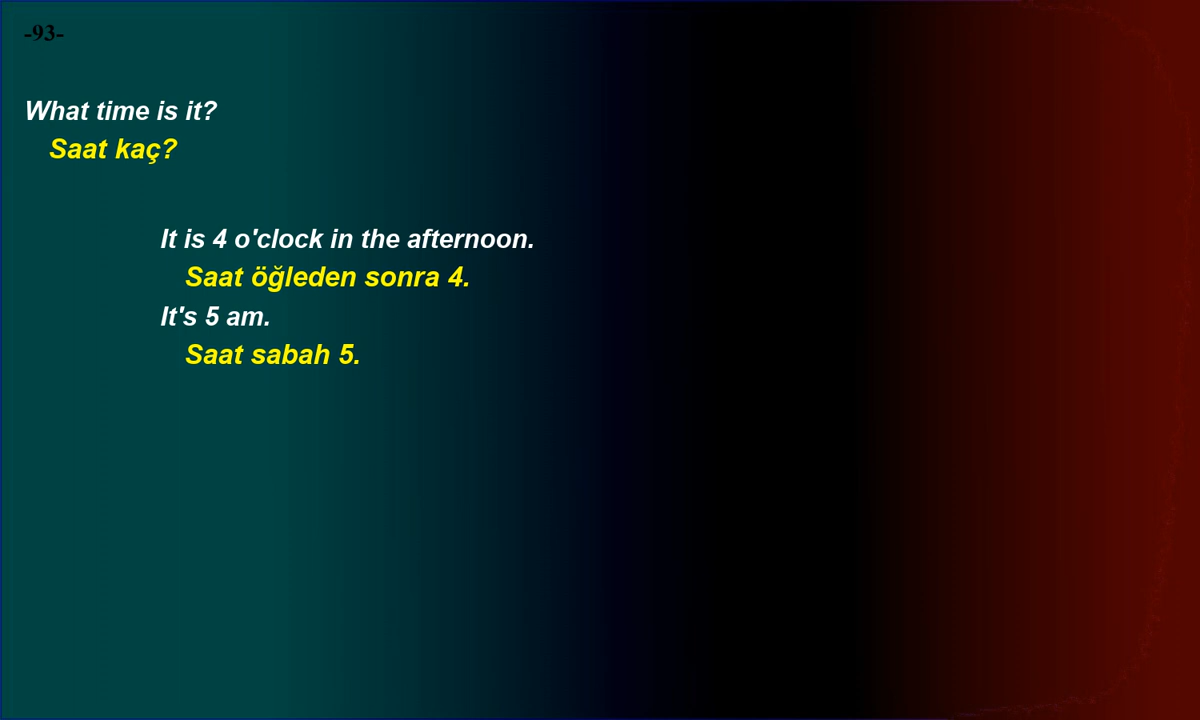 -93-
What time is it?
Saat kaç?
It is 4 o'clock in the afternoon.
Saat öğleden sonra 4.
It's 5 am.
Saat sabah 5.